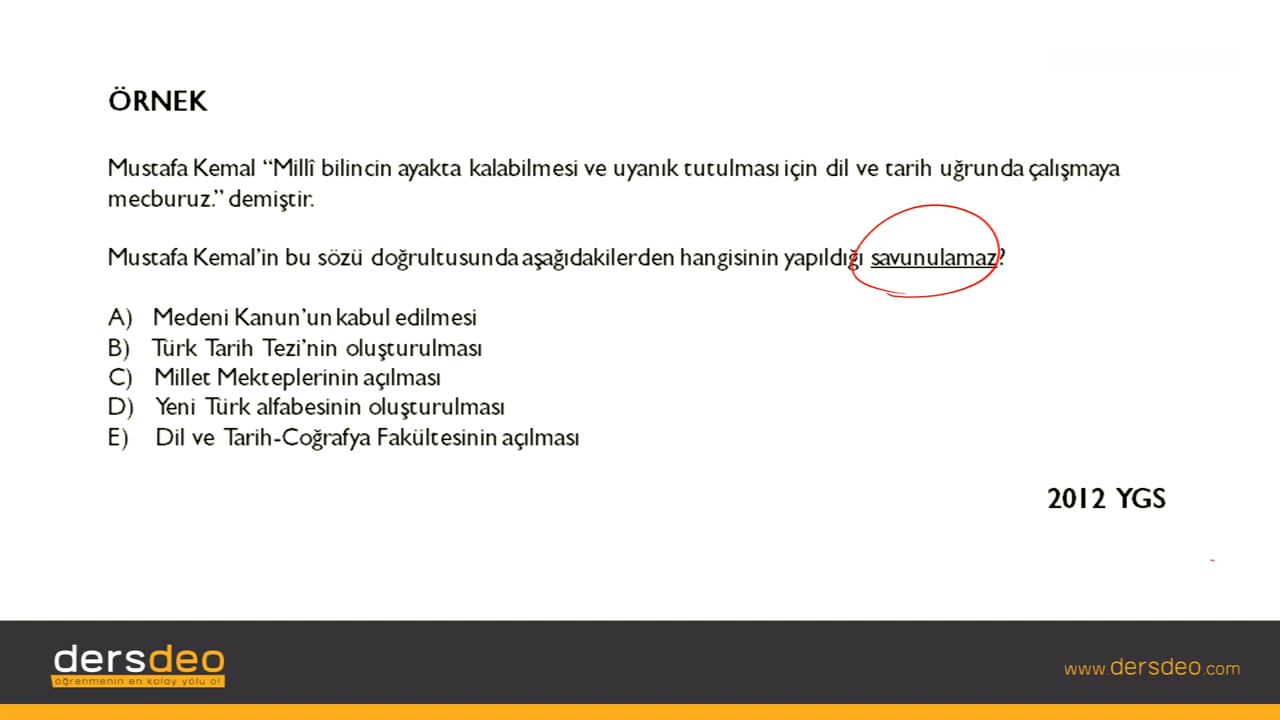 ÖRNEK
Mustafa Kemal “Millî bilincin ayakta kalabilmesi ve uyanık tutulması için dil ve tarih uğrunda çalışmaya
mecburuz.” demiştir.
Mustafa Kemal’in bu sözü doğrultusunda aşağıdakilerden hangisinin yapıldığı savunulamaz?
A) Medeni Kanun’un kabul edilmesi
B) Türk Tarih Tezi’nin oluşturulması
C) Millet Mekteplerinin açılması
D) Yeni Türk alfabesinin oluşturulması
E) Dil ve Tarih-Coğrafya Fakültesinin açılması
2012 YGS
dersdeo
öğrenmenin en kolay yolu o!
www.dersdeo.com